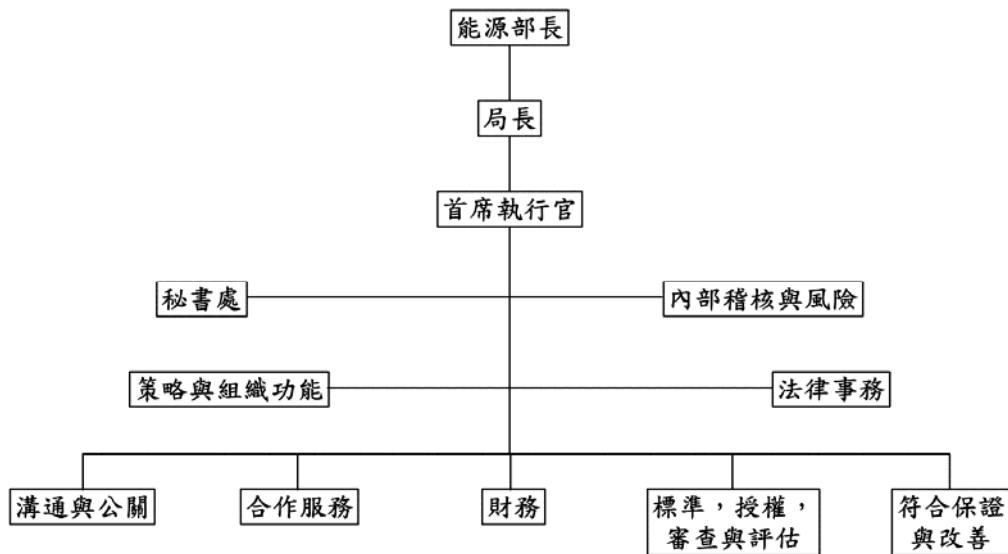 能源部長
局長
首席執行官
秘書處
內部稽核與風險
策略與組織功能
法律事務
溝通與公關
合作服務
財務
標準，授權，
審查與評估
符合保證
與改善